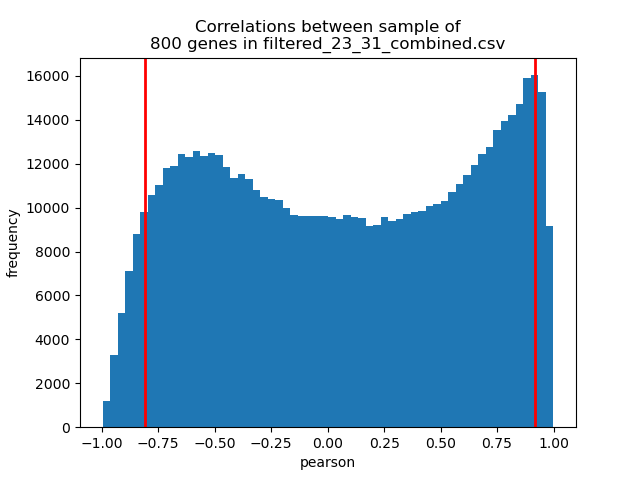 Correlations between sample of
800 genes in filtered_23_31_combined.csv
16000
14000
12000
10000
8000
6000
4000
2000
0
frequency
−1.00 −0.75 −0.50 −0.25 0.00 0.25 0.50 0.75 1.00
pearson